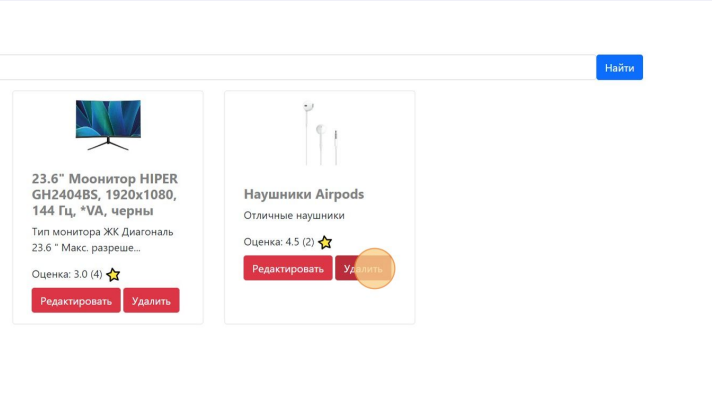 Найти
23.6" Моонитор HIPER
GH2404BS, 1920x1080,
144 Гц, *VA, черны
Тип монитора ЖК Диагональ
23.6 " Макс. разреше...
Оценка: 3.0 (4)
Редактировать Удалить
Наушники Airpods
Отличные наушники
Оценка: 4.5 (2)
Редактировать Удалить